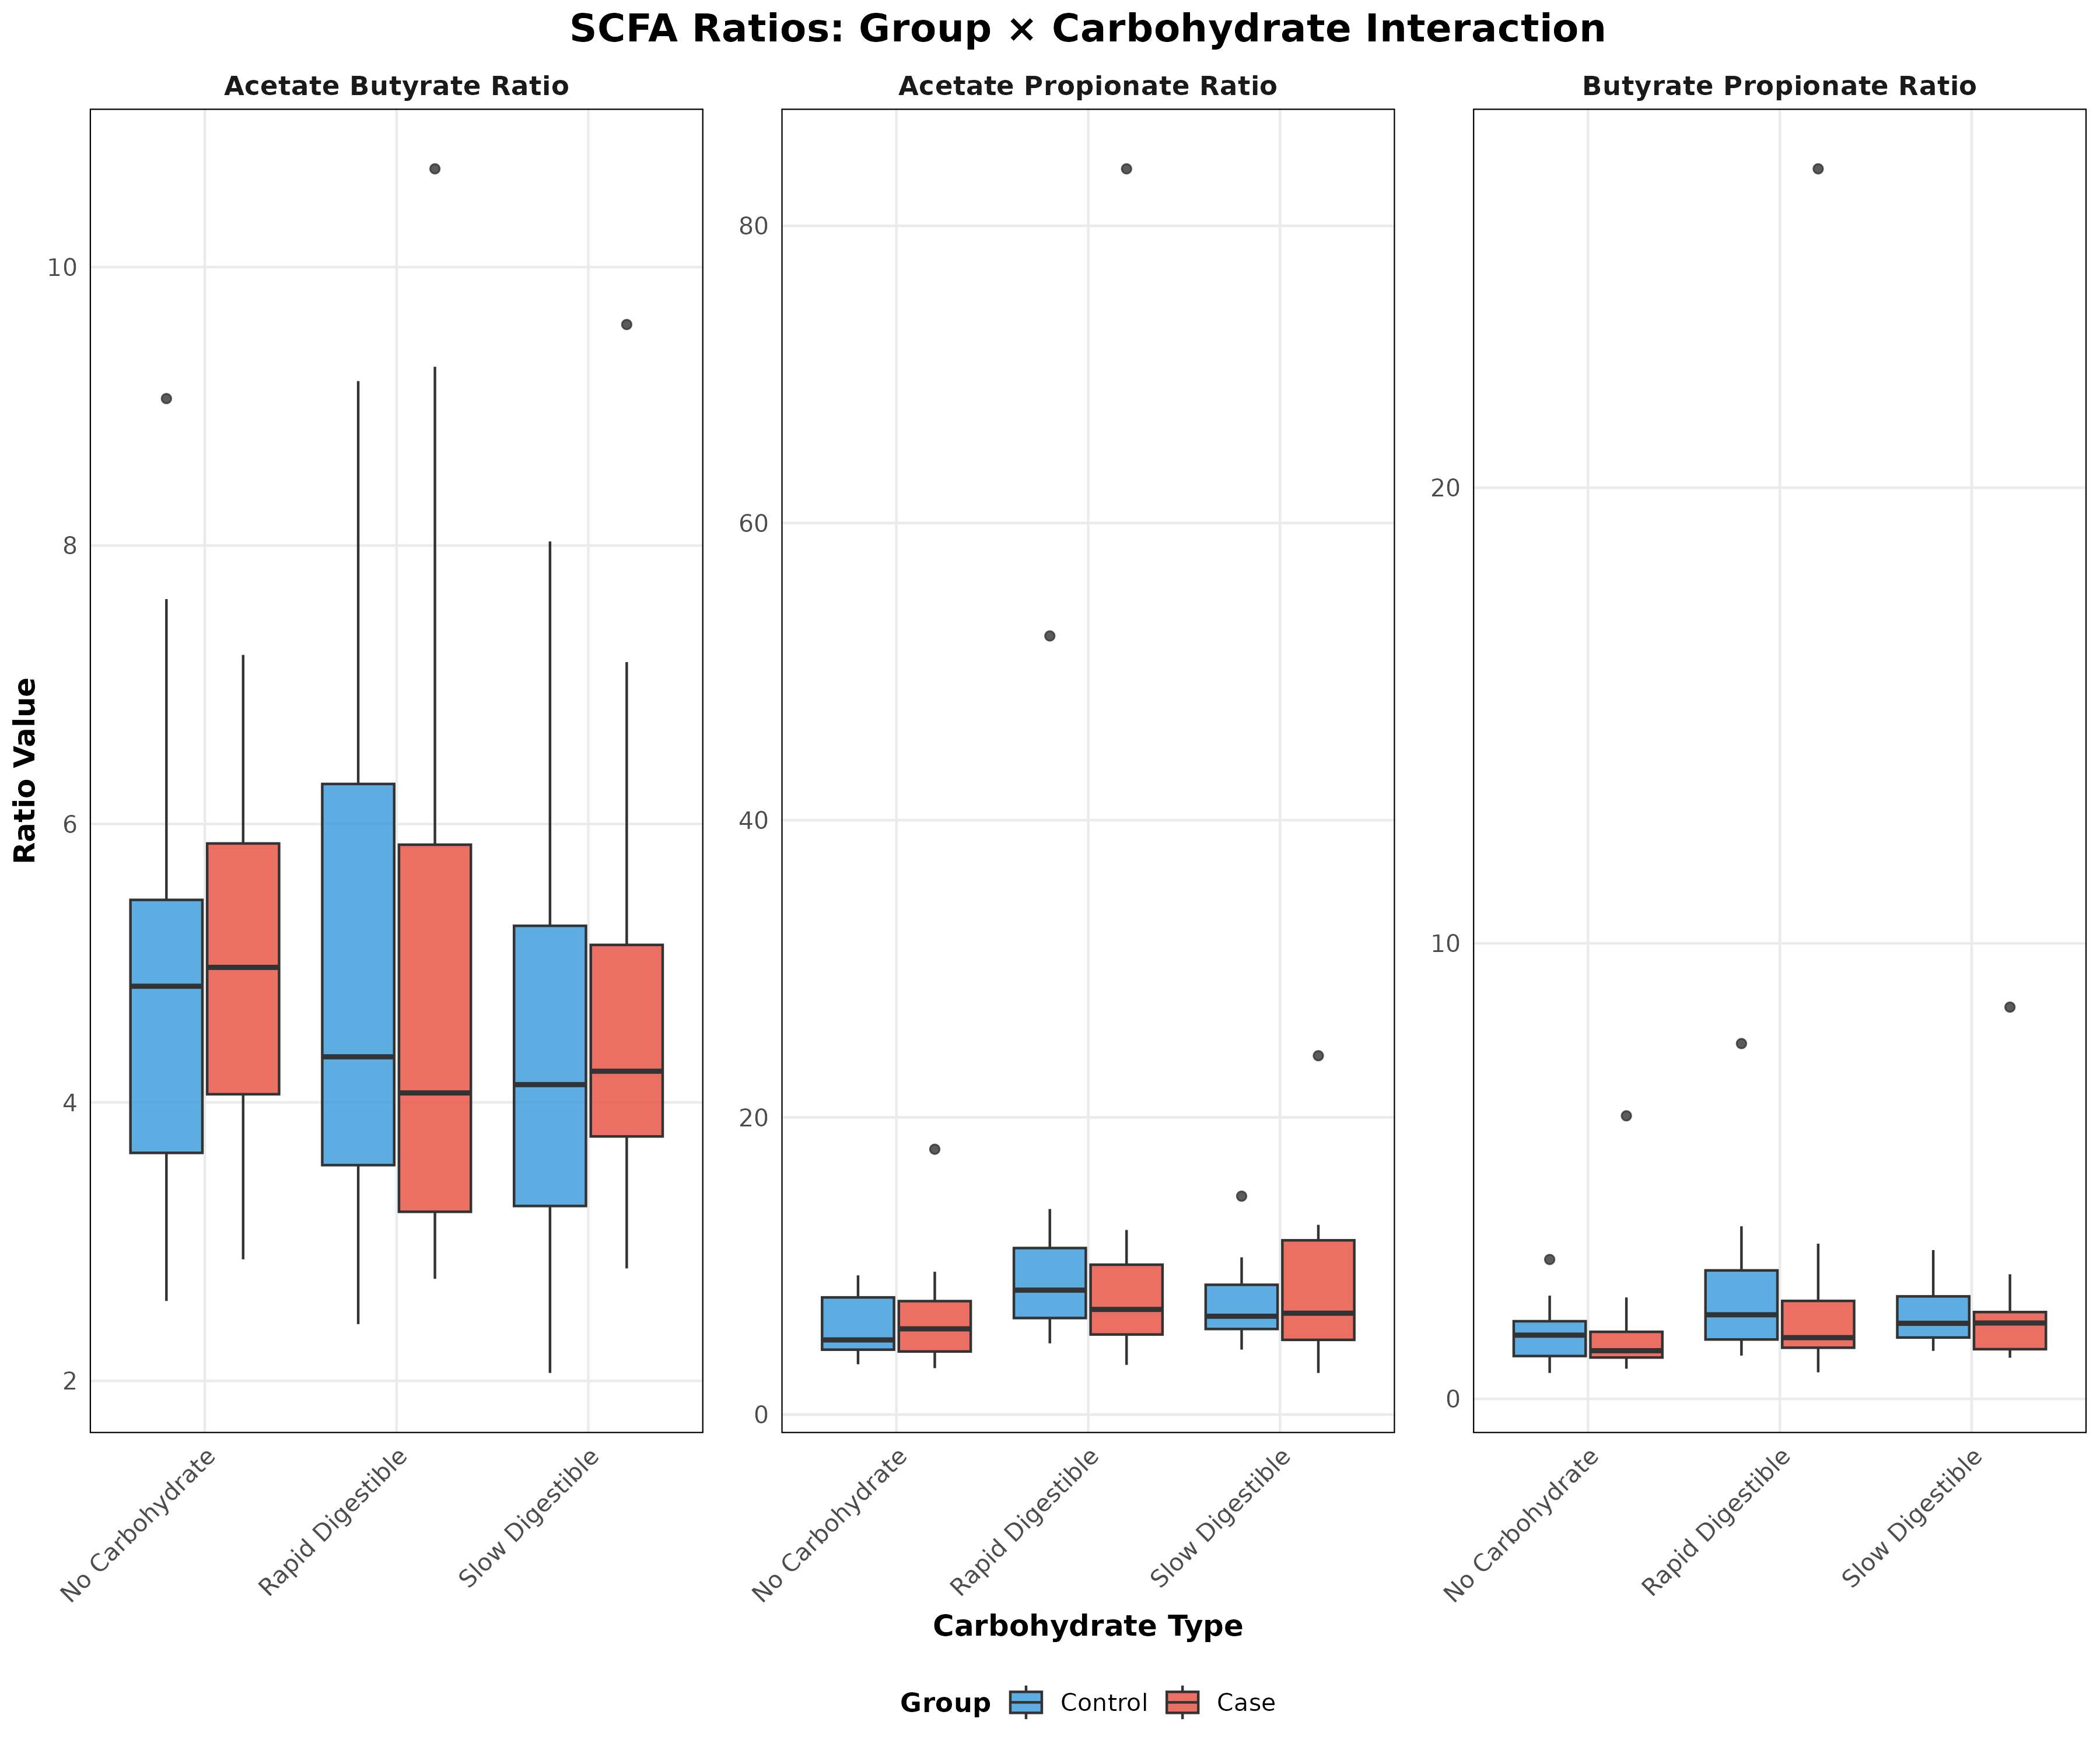 SCFA Ratios: Group × Carbohydrate Interaction
Acetate Butyrate Ratio
Acetate Propionate Ratio
Butyrate Propionate Ratio
Ratio Value
10
8
6
4
2
80
60
40
20
0
20
10
0
No Carbohydrate
Rapid Digestible
Slow Digestible
No Carbohydrate
Rapid Digestible
Slow Digestible
No Carbohydrate
Rapid Digestible
Slow Digestible
Carbohydrate Type
Group Control Case